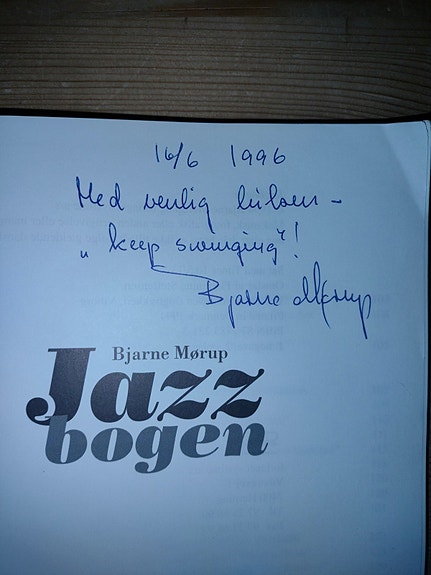 16/6 1996
Med venlig hilsen -
„keep swinging"!
Bjarne Mørup
Bjarne Mørup
Jazz
bogen